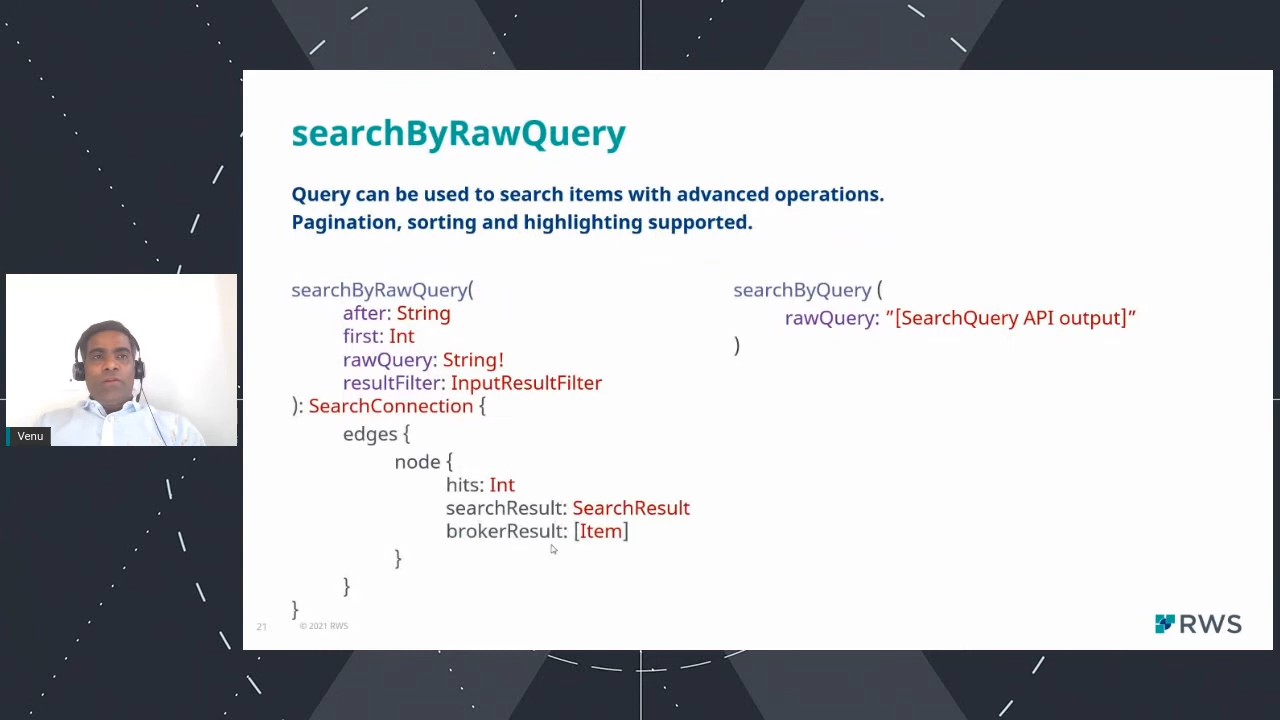 searchByRawQuery
Query can be used to search items with advanced operations.
Pagination, sorting and highlighting supported.
searchByRawQuery(
after: String
first: Int
rawQuery: String!
resultFilter: InputResultFilter
): SearchConnection {
edges {
node {
hits: Int
searchResult: SearchResult
brokerResult: [Item]
}
}
}
searchByQuery (
rawQuery: ”[SearchQuery API output]”
)
Venu
21
© 2021 RWS
RWS